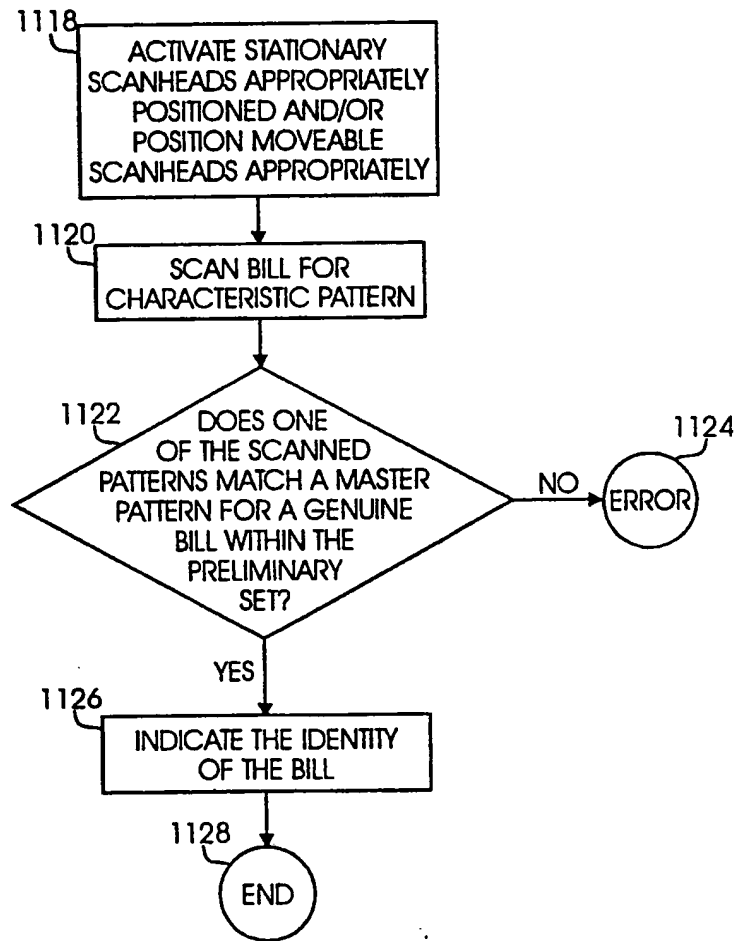 1118
ACTIVATE STATIONARY
SCANHEADS APPROPRIATELY
POSITIONED AND/OR
POSITION MOVEABLE
SCANHEADS APPROPRIATELY
1120
SCAN BILL FOR
CHARACTERISTIC PATTERN
1122
DOES ONE
OF THE SCANNED
PATTERNS MATCH A MASTER
PATTERN FOR A GENUINE
BILL WITHIN THE
PRELIMINARY
SET?
NO
1124
ERROR
YES
1126
INDICATE THE IDENTITY
OF THE BILL
1128
END